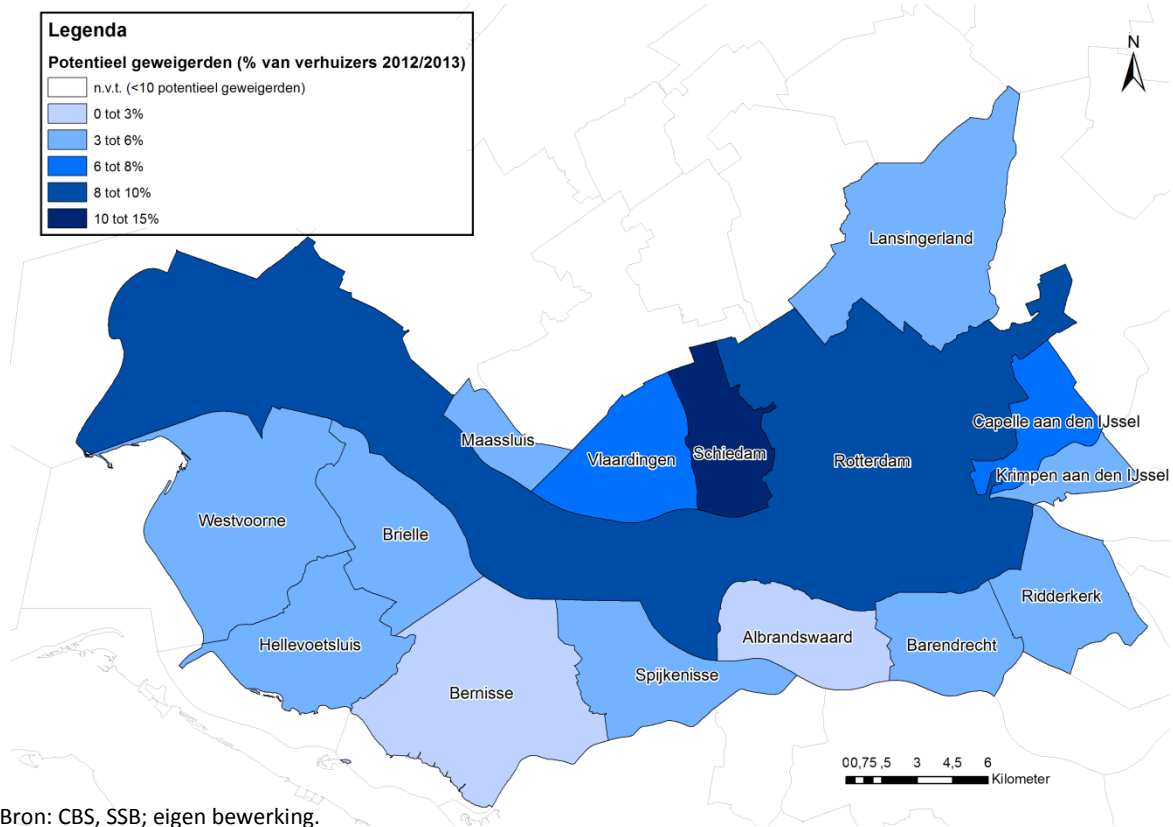 Legenda
Potentieel geweigerden (% van verhuizers 2012/2013)
n.v.t. (<10 potentieel geweigerden)
0 tot 3%
3 tot 6%
6 tot 8%
8 tot 10%
10 tot 15%
N
Lansingerland
Capelle aan den IJssel
Maassluis
Vlaardingen
Schiedam
Rotterdam
Krimpen aan den IJssel
Westvoorne
Brielle
Ridderkerk
Hellevoetsluis
Albrandswaard
Barendrecht
Spijkenisse
Bernisse
00,751,5 3 4,5 6
Kilometer
Bron: CBS, SSB; eigen bewerking.